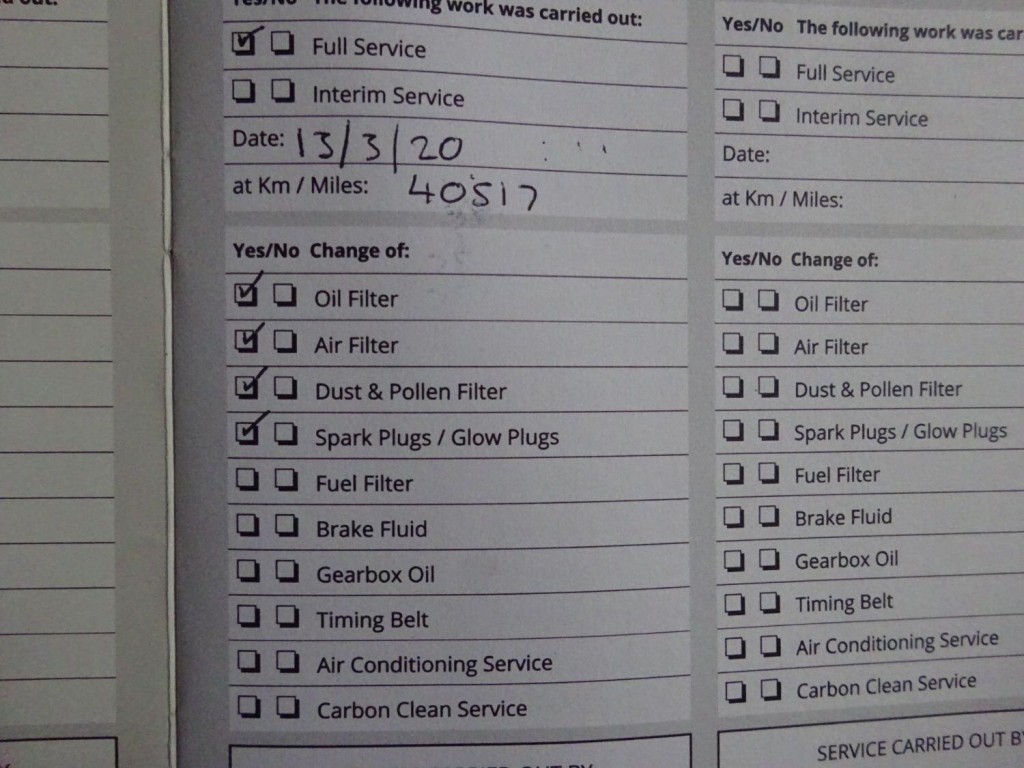 out:
Yes/No The following work was carried out:
Full Service
Interim Service
Date: 13/3/20
at Km / Miles: 40517
Yes/No Change of:
Oil Filter
Air Filter
Dust & Pollen Filter
Spark Plugs / Glow Plugs
Fuel Filter
Brake Fluid
Gearbox Oil
Timing Belt
Air Conditioning Service
Carbon Clean Service
Yes/No The following work was car
Full Service
Interim Service
Date:
at Km / Miles:
Yes/No Change of:
Oil Filter
Air Filter
Dust & Pollen Filter
Spark Plugs / Glow Plugs
Fuel Filter
Brake Fluid
Gearbox Oil
Timing Belt
Air Conditioning Service
Carbon Clean Service
SERVICE CARRIED OUT BY